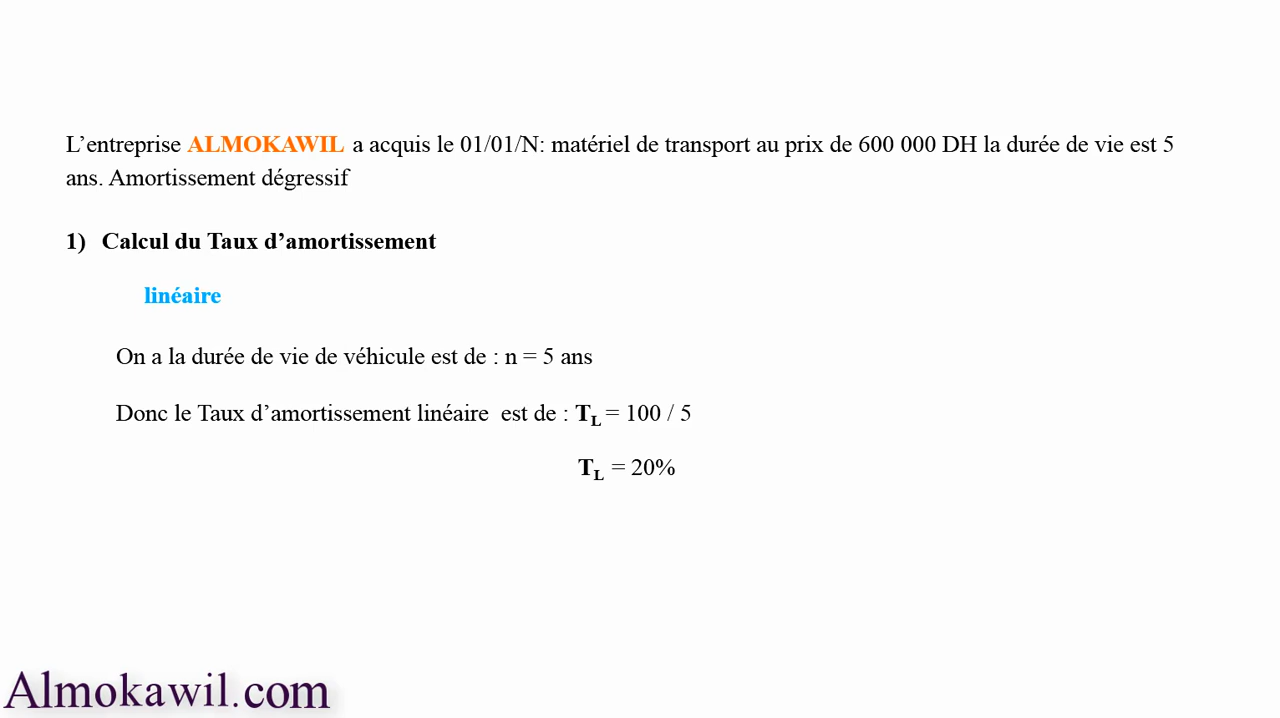 L’entreprise ALMOKAWIL a acquis le 01/01/N: matériel de transport au prix de 600 000 DH la durée de vie est 5
ans. Amortissement dégressif
1) Calcul du Taux d’amortissement
linéaire
On a la durée de vie de véhicule est de : n = 5 ans
Donc le Taux d’amortissement linéaire est de : TL = 100 / 5
TL = 20%
Almokawil.com